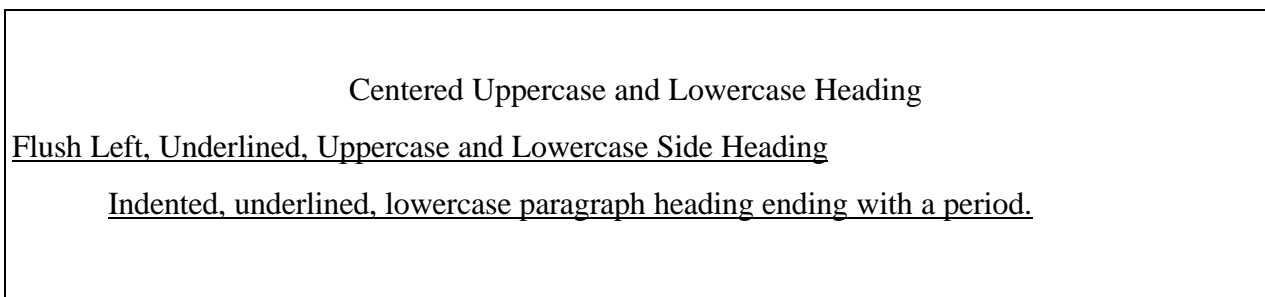 Centered Uppercase and Lowercase Heading
Flush Left, Underlined, Uppercase and Lowercase Side Heading
Indented, underlined, lowercase paragraph heading ending with a period.